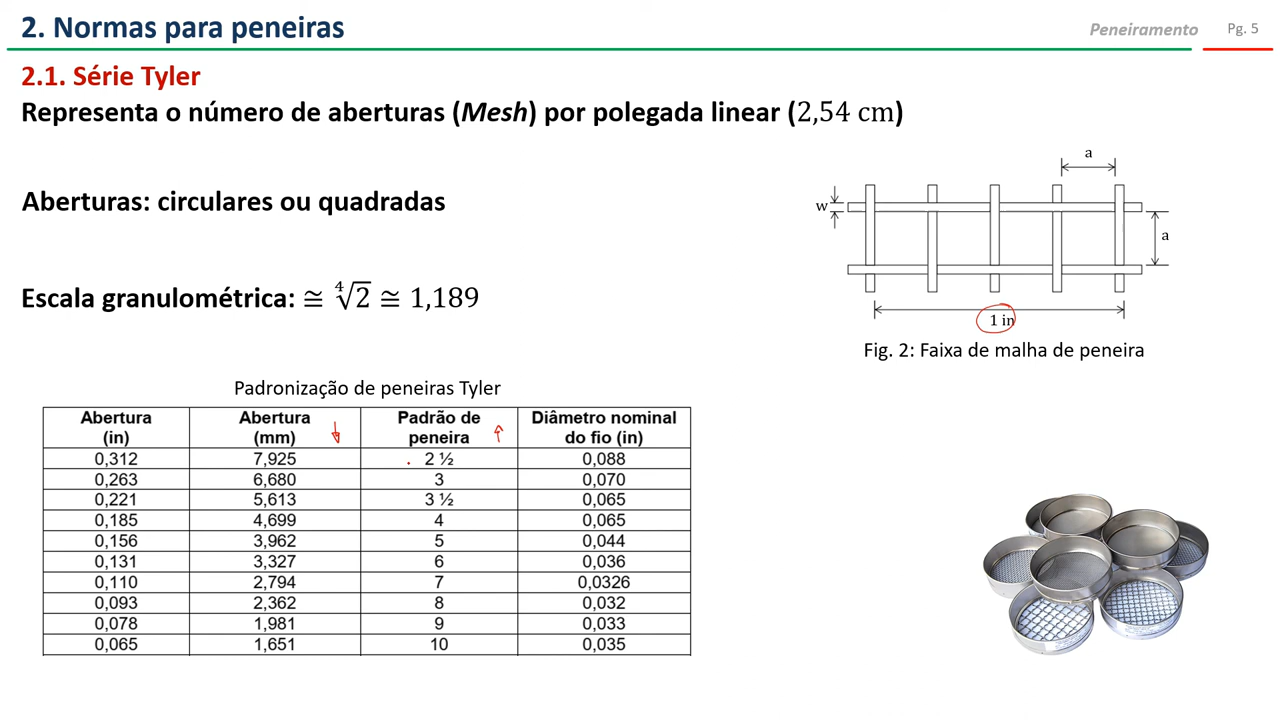 2. Normas para peneiras
Peneiramento
Pg. 5
2.1. Série Tyler
Representa o número de aberturas (Mesh) por polegada linear (2,54 cm)
Aberturas: circulares ou quadradas
Escala granulométrica: ≅ ∜2 ≅ 1,189
a
w
a
1 in
Fig. 2: Faixa de malha de peneira
Padronização de peneiras Tyler
Abertura (in) Abertura (mm) Padrão de peneira Diâmetro nominal do fio (in)
0,312 7,925 2 ½ 0,088
0,263 6,680 3 0,070
0,221 5,613 3 ½ 0,065
0,185 4,699 4 0,065
0,156 3,962 5 0,044
0,131 3,327 6 0,036
0,110 2,794 7 0,0326
0,093 2,362 8 0,032
0,078 1,981 9 0,033
0,065 1,651 10 0,035